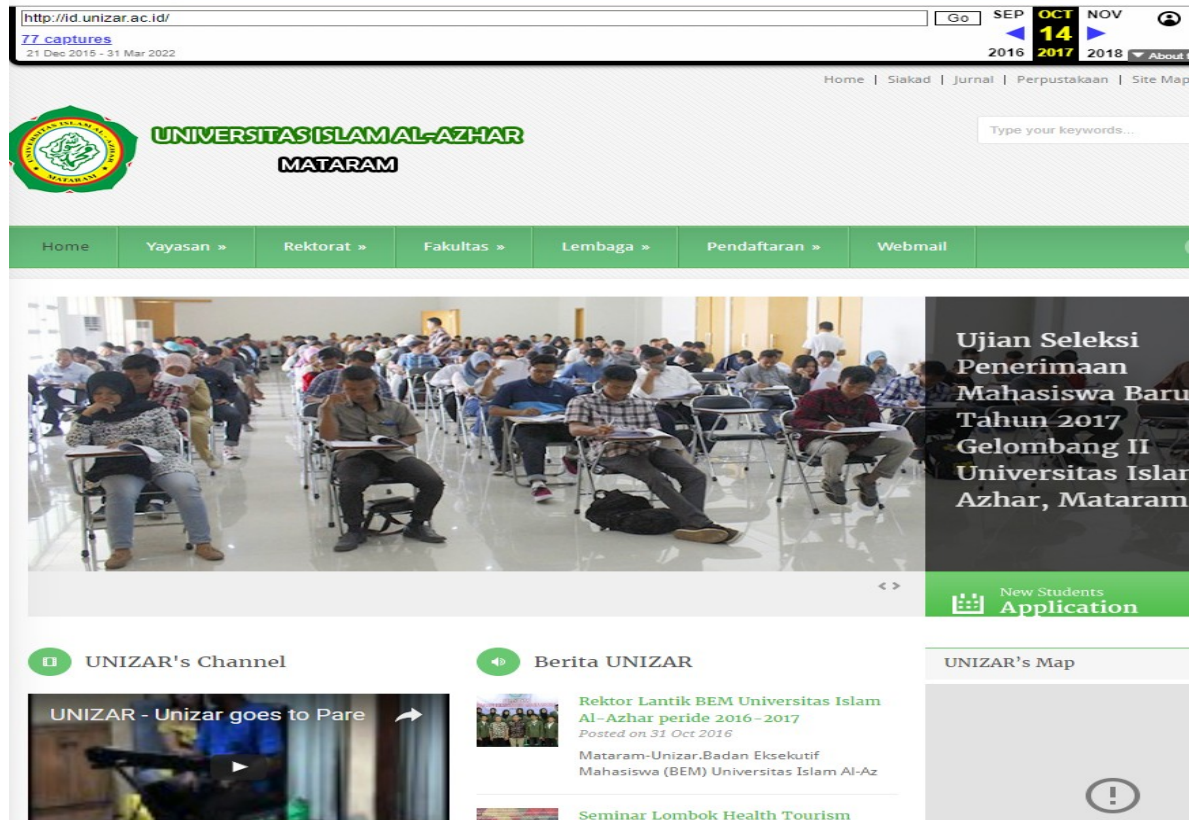 http://id.unizar.ac.id/
Go
SEP OCT NOV
77 captures
14
21 Dec 2015 - 31 Mar 2022
2016 2017 2018
About
Home | Siakad | Jurnal | Perpustakaan | Site Map
UNIVERSITAS ISLAM AL-AZHAR
MATARAM
UNIVERSITAS ISLAM AL-AZHAR
MATARAM
Type your keywords...
Home
Yayasan »
Rektorat »
Fakultas »
Lembaga »
Pendaftaran »
Webmail
Ujian Seleksi
Penerimaan
Mahasiswa Baru
Tahun 2017
Gelombang II
Universitas
Azhar, Mataram
< >
New Students
Application
UNIZAR's Channel
Berita UNIZAR
UNIZAR's Map
UNIZAR - Unizar goes to Pare
Rektor Lantik BEM Universitas Islam
Al-Azhar peride 2016-2017
Posted on 31 Oct 2016
Mataram-Unizar.Badan Eksekutif
Mahasiswa (BEM) Universitas Islam Al-Az
Seminar Lombok Health Tourism